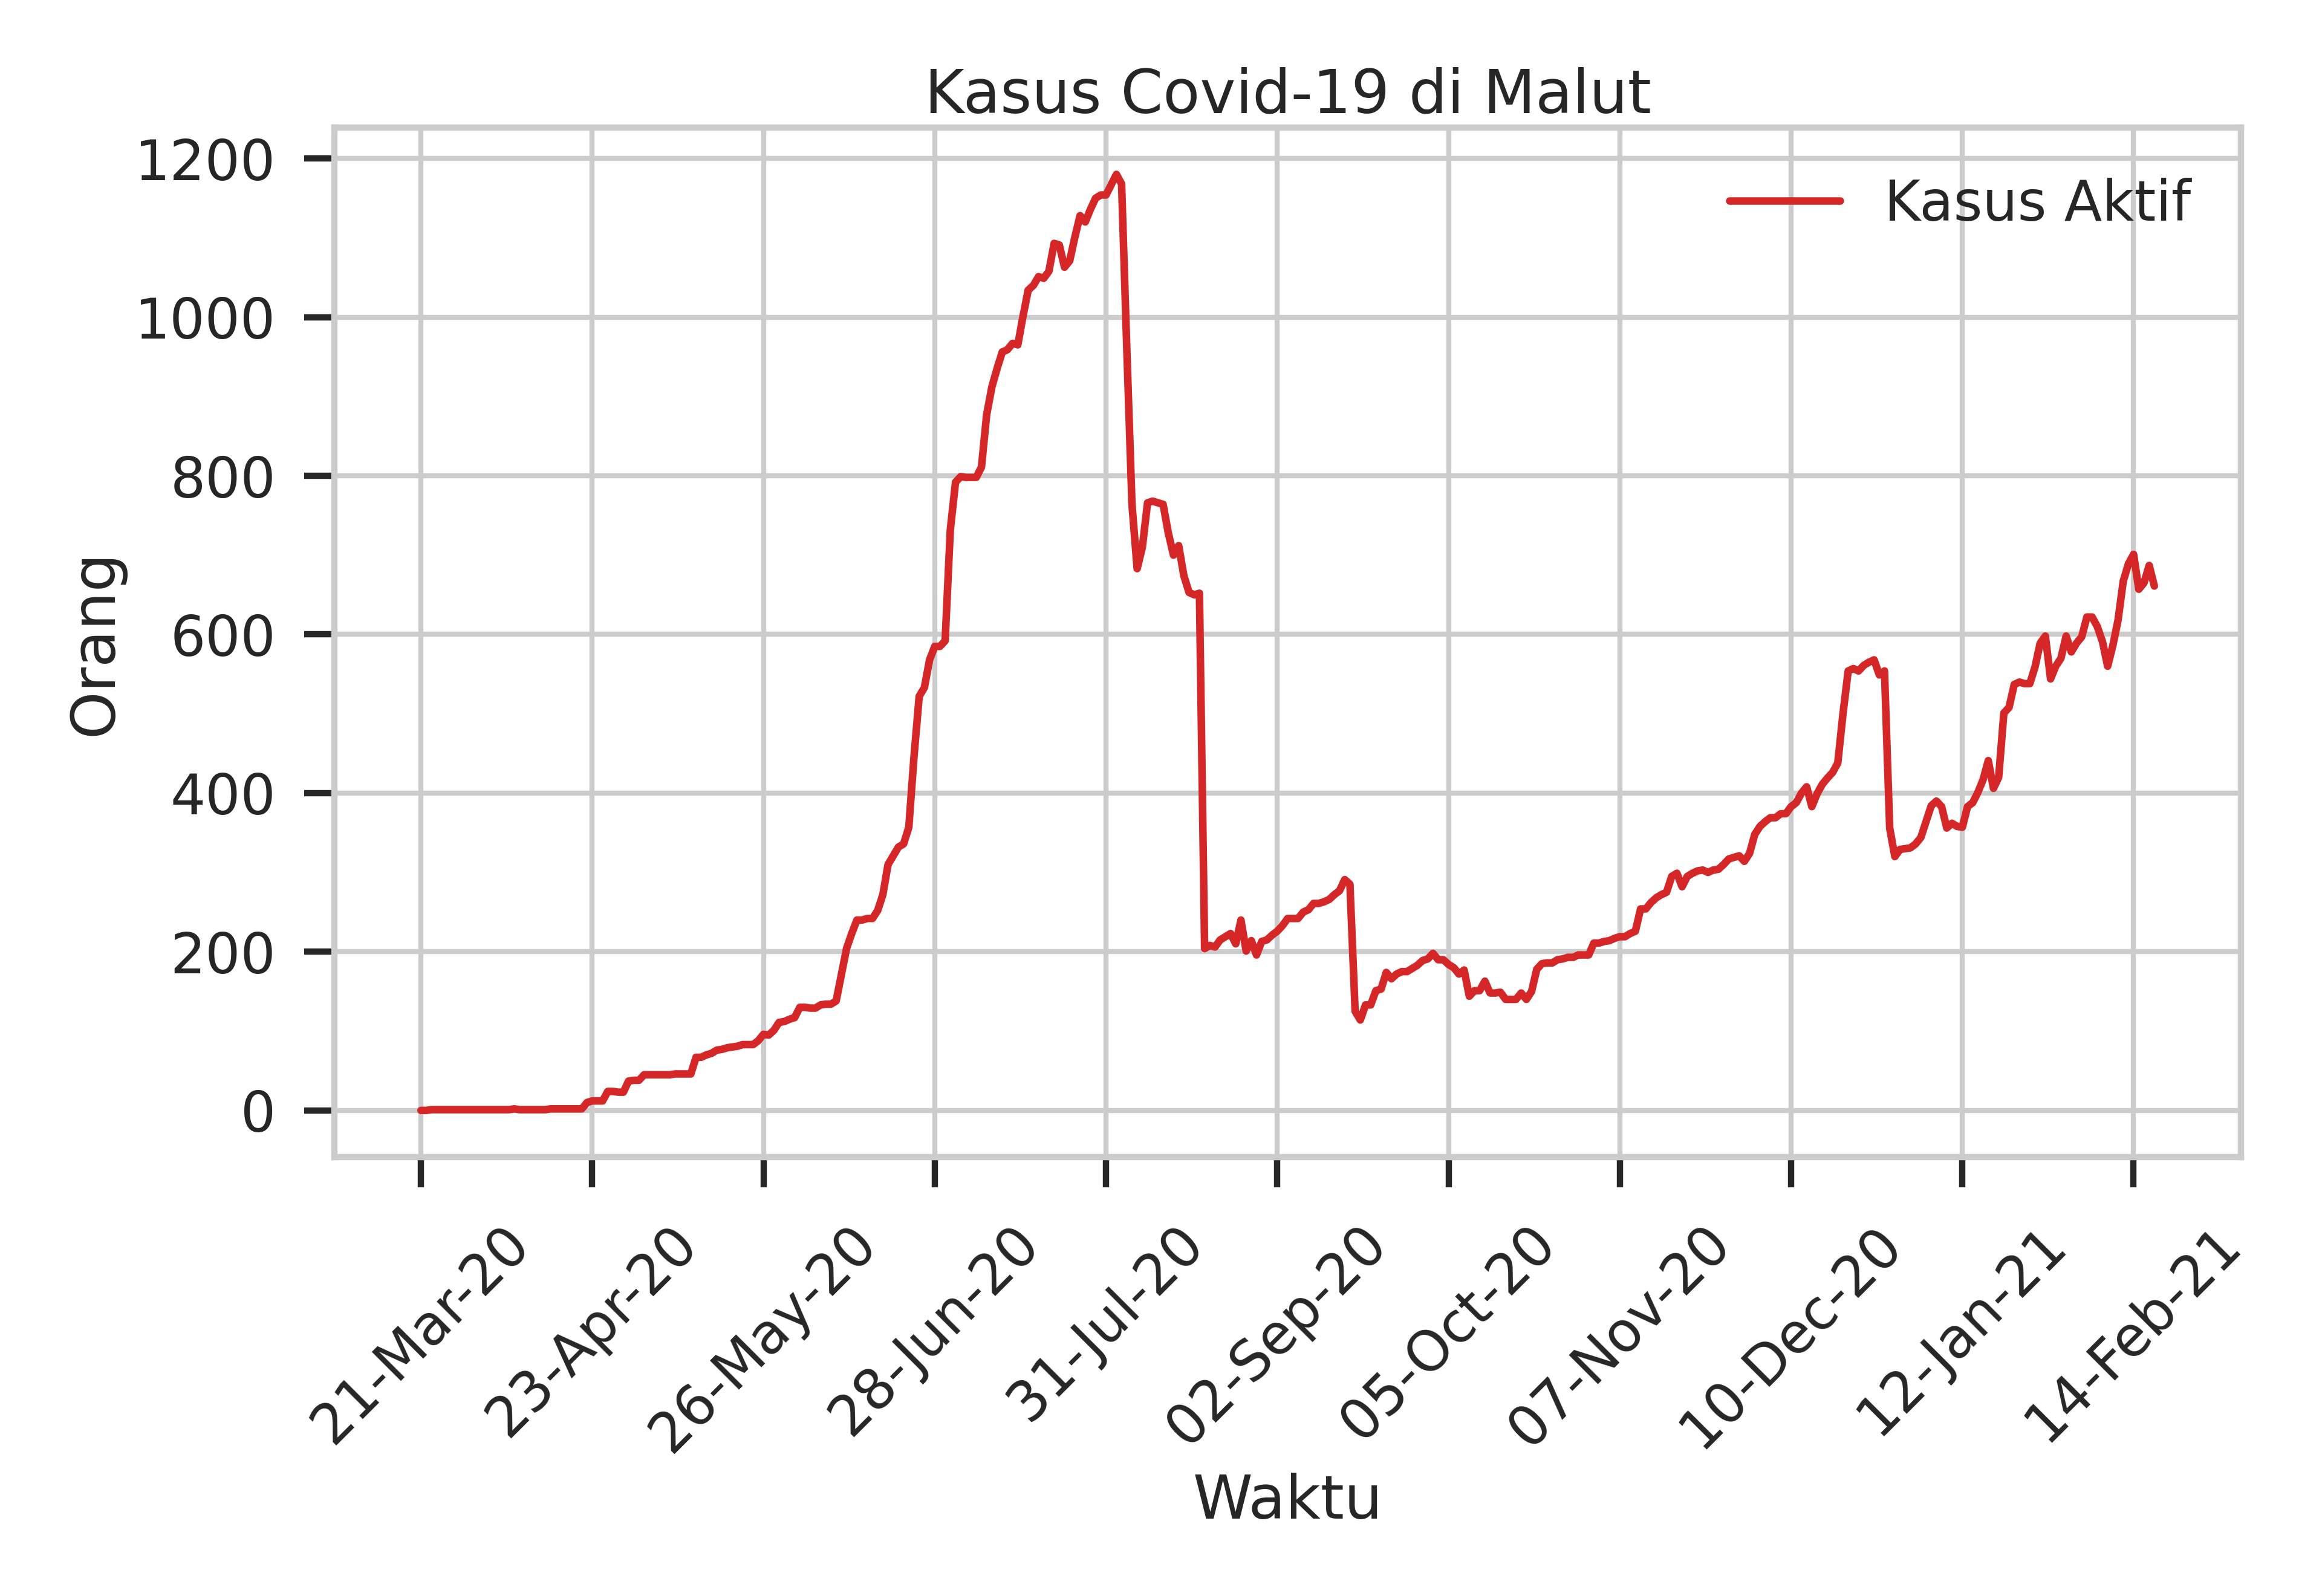 Kasus Covid-19 di Malut
Kasus Aktif
1200
1000
800
600
400
200
0
Orang
21-Mar-20
23-Apr-20
26-May-20
28-Jun-20
31-Jul-20
02-Sep-20
05-Oct-20
07-Nov-20
10-Dec-20
12-Jan-21
14-Feb-21
Waktu